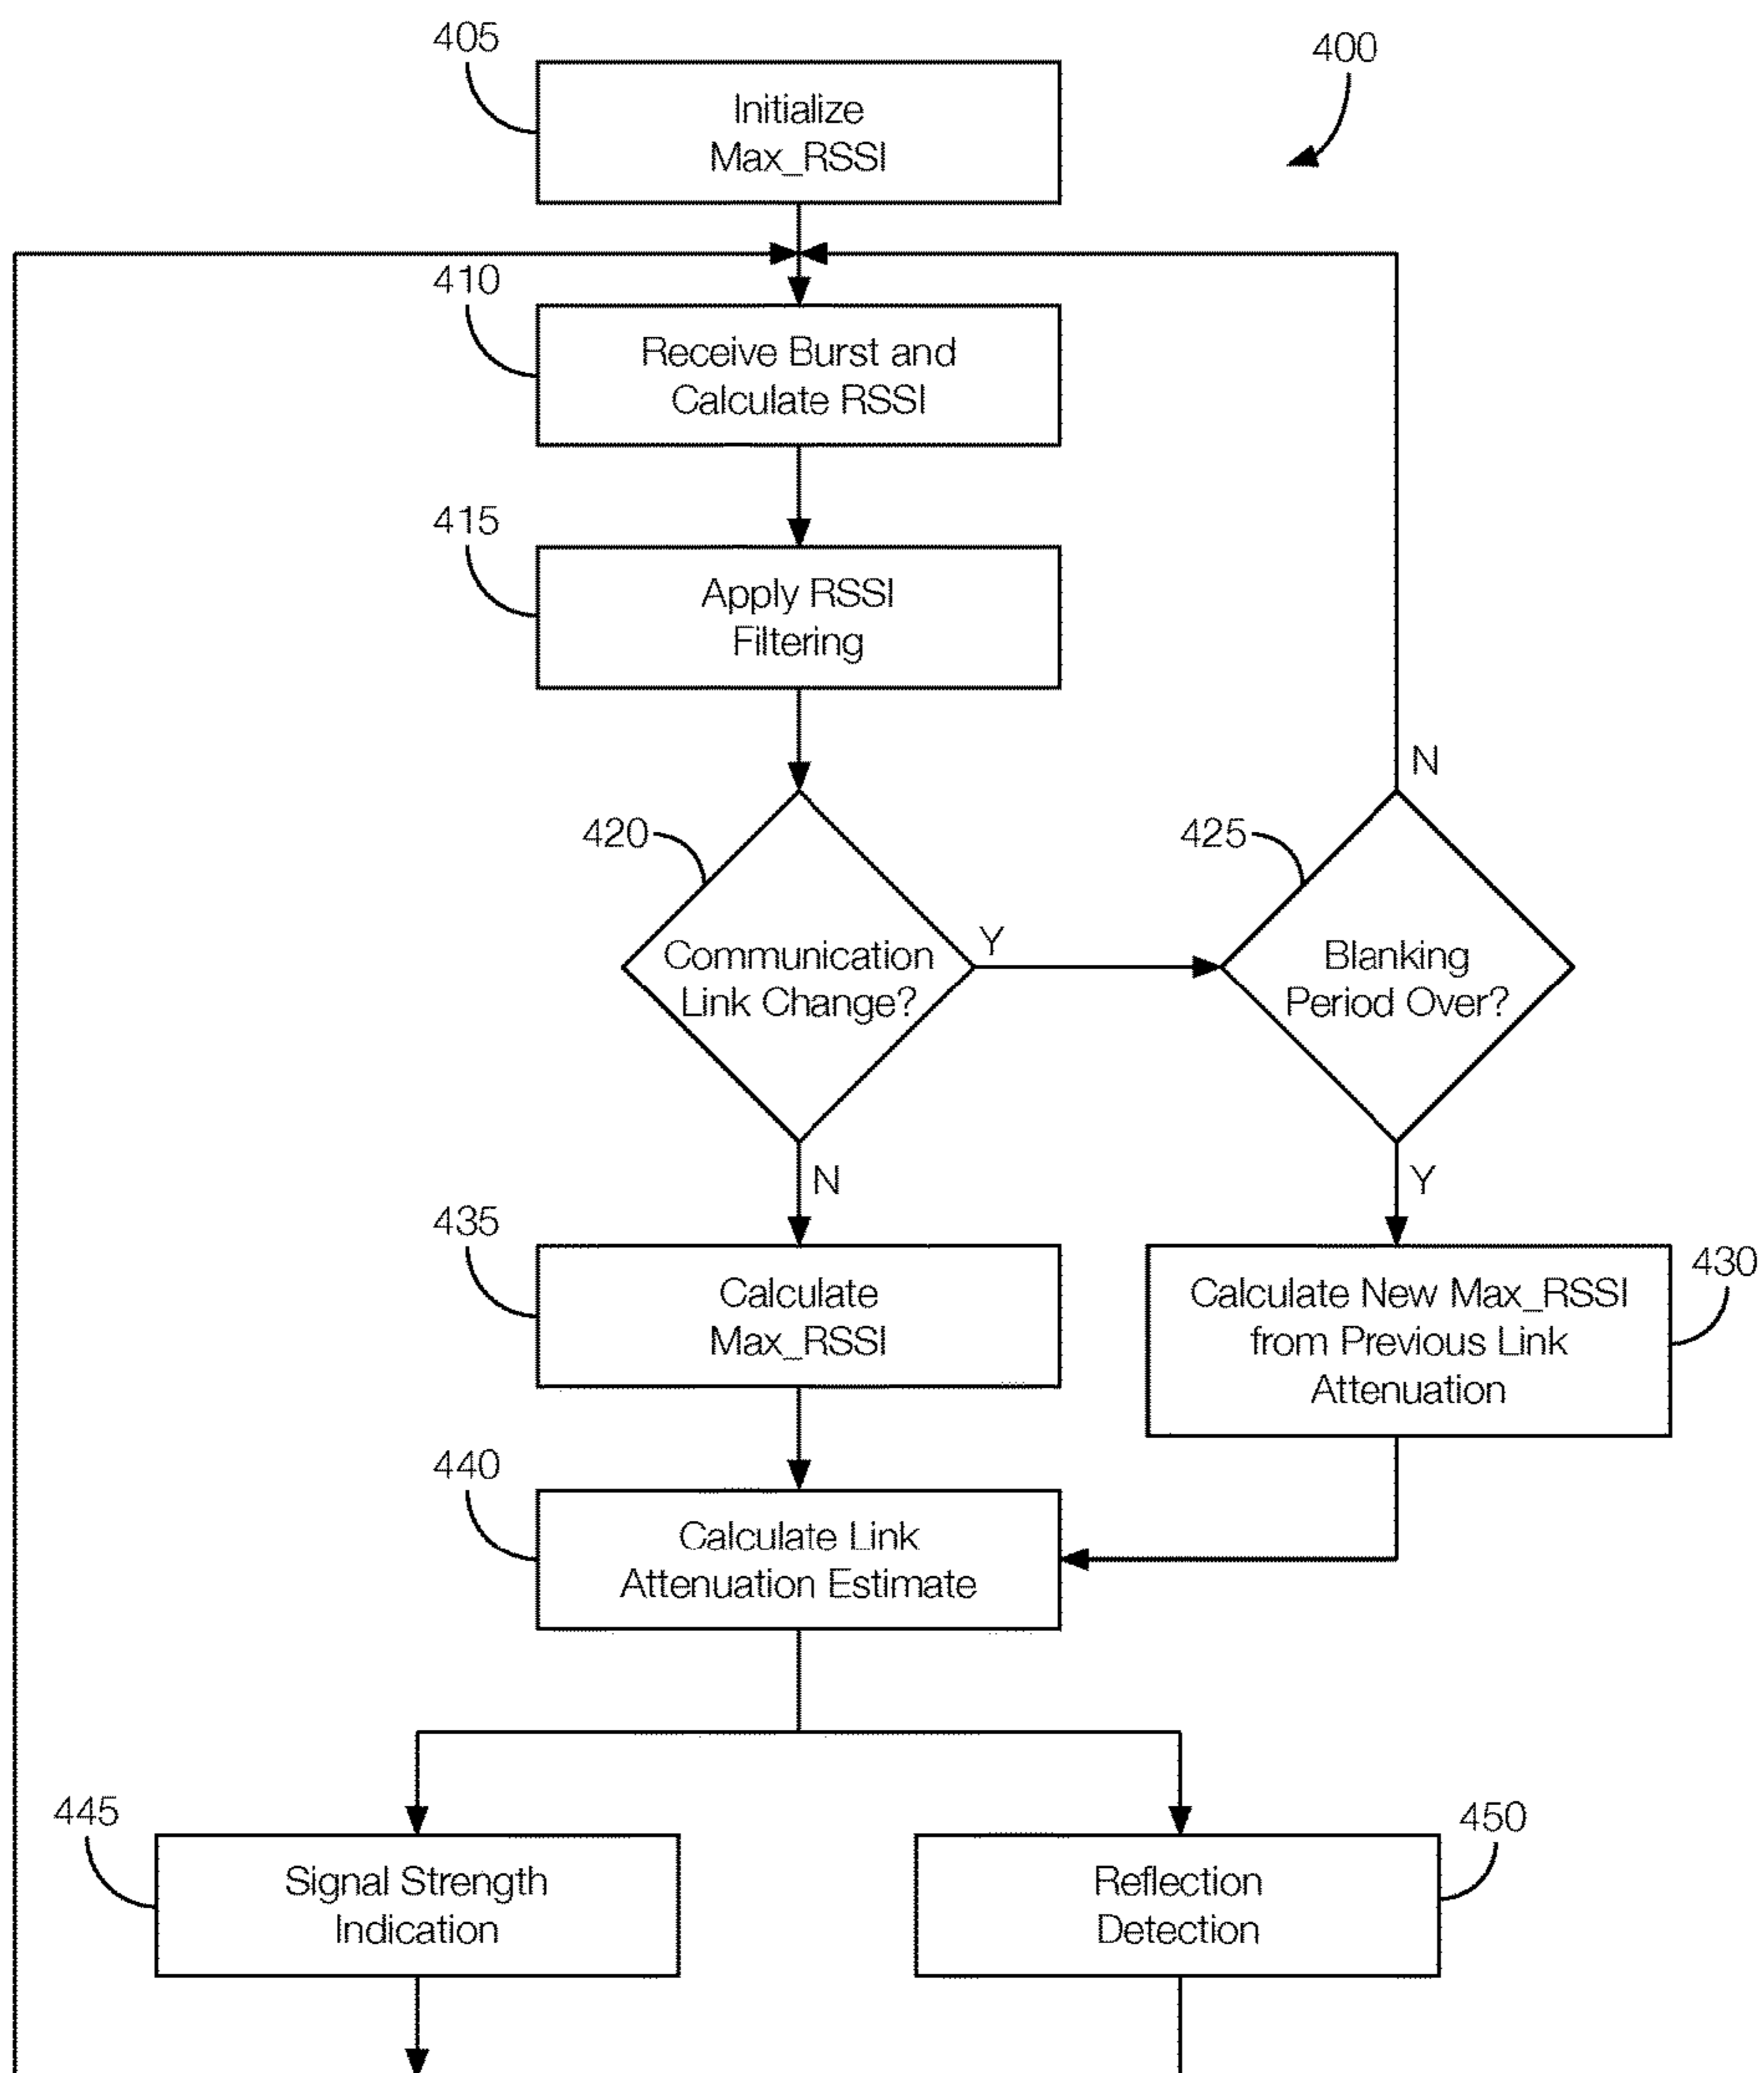 405
400
Initialize
Max_RSSI
410
Receive Burst and
Calculate RSSI
415
Apply RSSI
Filtering
N
420
425
Communication
Link Change?
Y
Blanking
Period Over?
N
Y
435
430
Calculate
Max_RSSI
Calculate New Max_RSSI
from Previous Link
Attenuation
440
Calculate Link
Attenuation Estimate
445
450
Signal Strength
Indication
Reflection
Detection